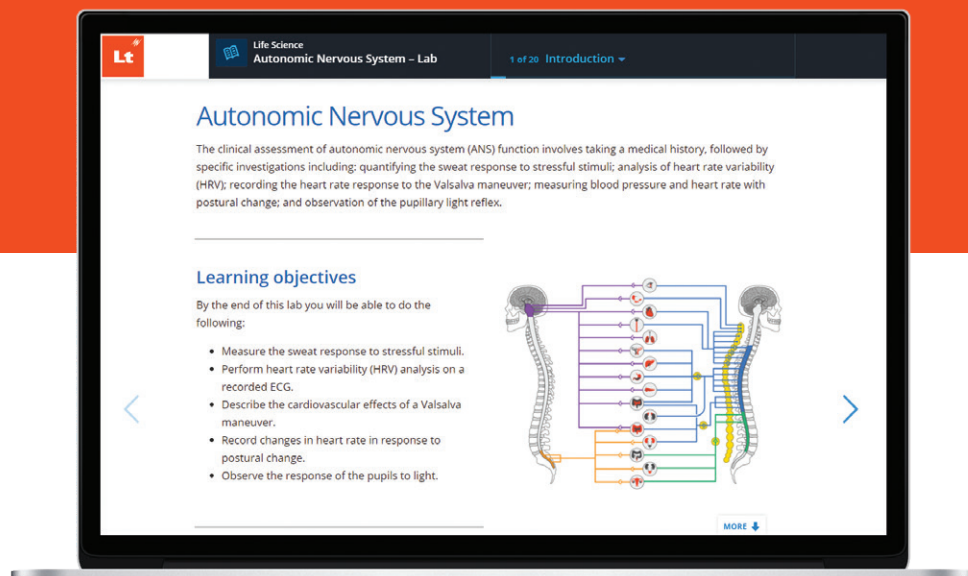 Lt
Life Science
Autonomic Nervous System – Lab
1 of 20 Introduction
Autonomic Nervous System
The clinical assessment of autonomic nervous system (ANS) function involves taking a medical history, followed by
specific investigations including: quantifying the sweat response to stressful stimuli; analysis of heart rate variability
(HRV); recording the heart rate response to the Valsalva maneuver; measuring blood pressure and heart rate with
postural change; and observation of the pupillary light reflex.
Learning objectives
By the end of this lab you will be able to do the
following:
• Measure the sweat response to stressful stimuli.
• Perform heart rate variability (HRV) analysis on a
recorded ECG.
• Describe the cardiovascular effects of a Valsalva
maneuver.
• Record changes in heart rate in response to
postural change.
• Observe the response of the pupils to light.
MORE